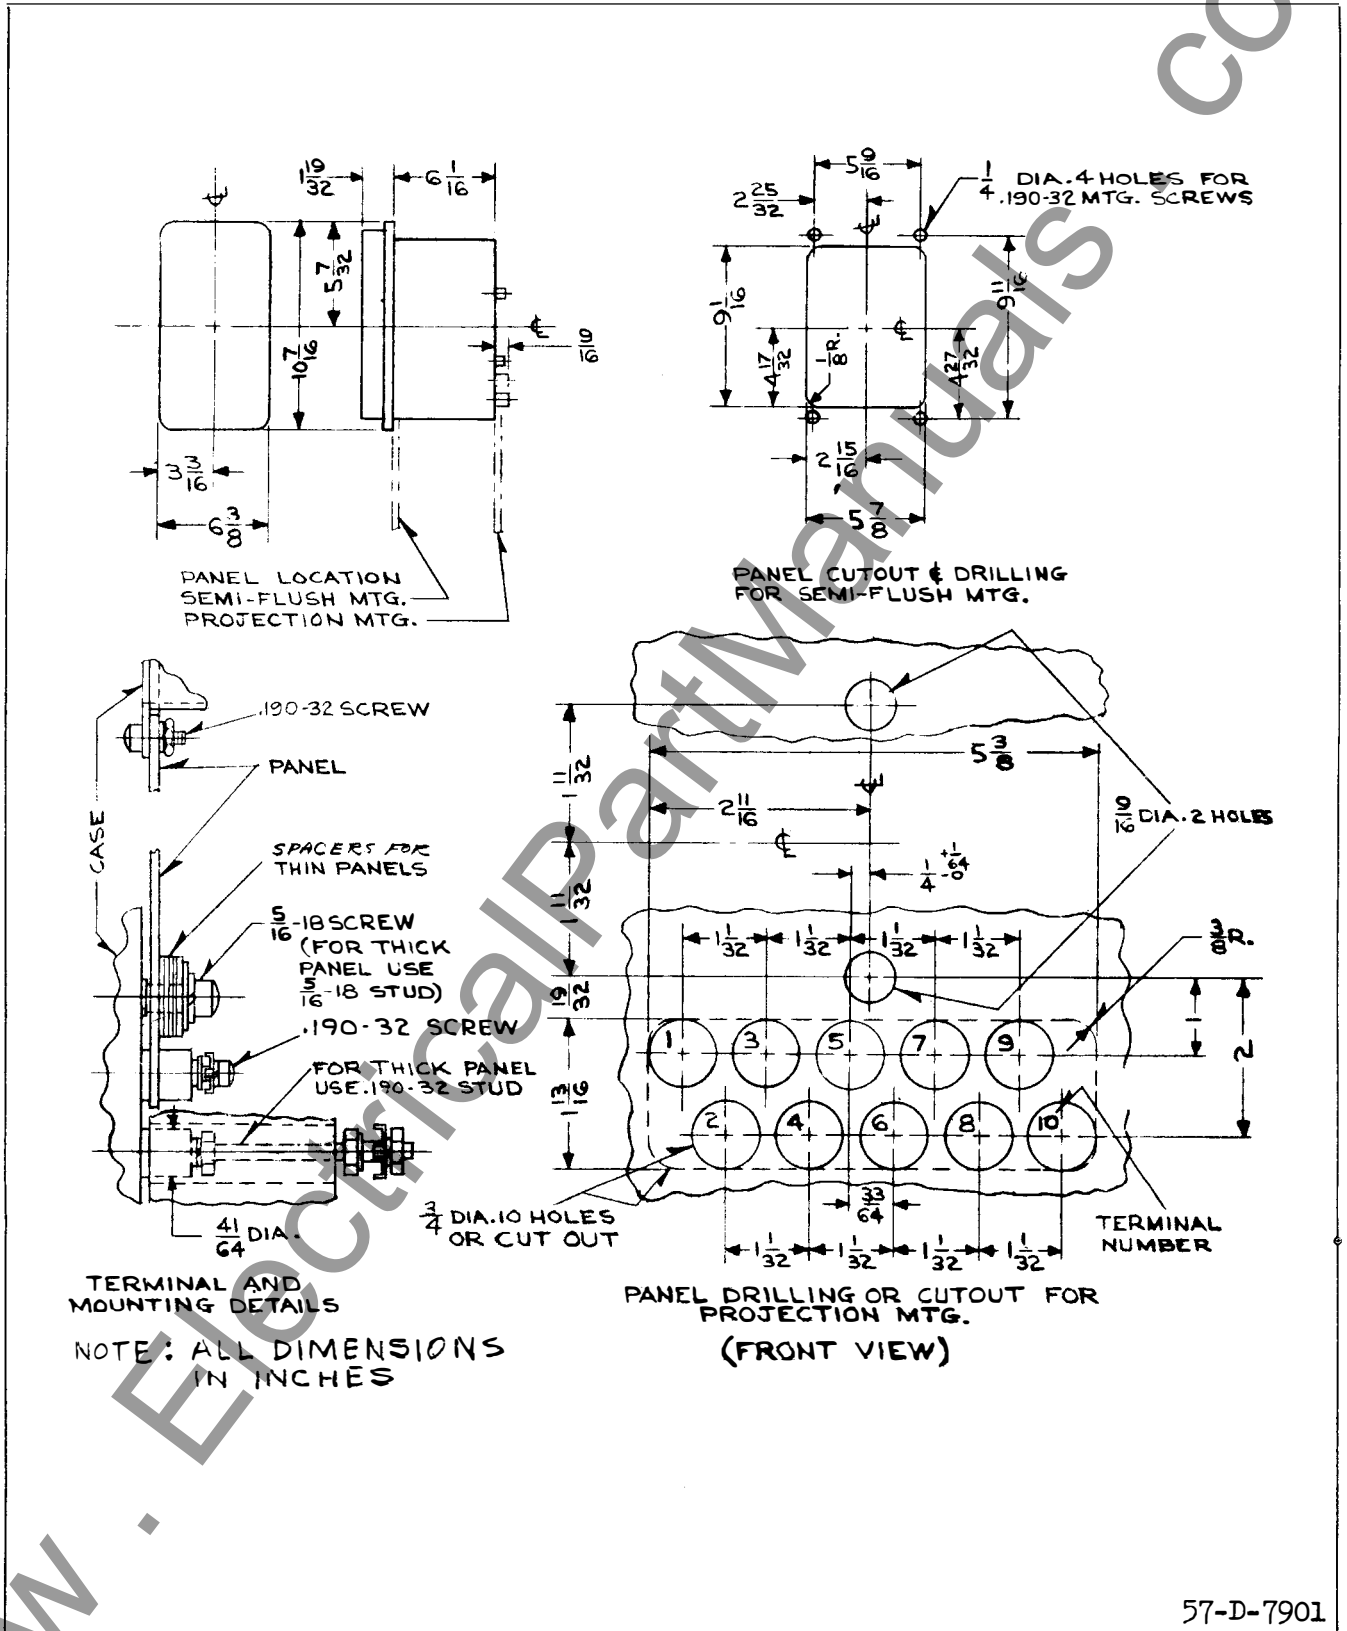 1 19/32
6 1/16
5 7/32
10 7/16
9/16
3 3/16
6 3/8
℄
℄
PANEL LOCATION
SEMI-FLUSH MTG.
PROJECTION MTG.
5 9/16
2 25/32
1/4 DIA. 4 HOLES FOR
.190-32 MTG. SCREWS
℄
9 1/16
4 17/32
1/8 R.
℄
4 27/32
9 11/16
2 15/16
5 7/8
PANEL CUTOUT & DRILLING
FOR SEMI-FLUSH MTG.
.190-32 SCREW
PANEL
CASE
SPACERS FOR
THIN PANELS
5/16-18 SCREW
(FOR THICK
PANEL USE
5/16-18 STUD)
.190-32 SCREW
FOR THICK PANEL
USE .190-32 STUD
41/64 DIA.
TERMINAL AND
MOUNTING DETAILS
NOTE: ALL DIMENSIONS
IN INCHES
5 3/8
1 11/32
℄
2 11/16
9/16 DIA. 2 HOLES
℄
1/4 +1/64 -0
1 11/32
1 1/32
1 1/32
1 1/32
1 1/32
3/8 R.
19/32
1
3
5
7
9
1
2
1 13/16
2
4
6
8
10
33/64
3/4 DIA. 10 HOLES
OR CUT OUT
1 1/32
1 1/32
1 1/32
1 1/32
TERMINAL
NUMBER
PANEL DRILLING OR CUTOUT FOR
PROJECTION MTG.
(FRONT VIEW)
57-D-7901
w . ElectricalPartManuals . co